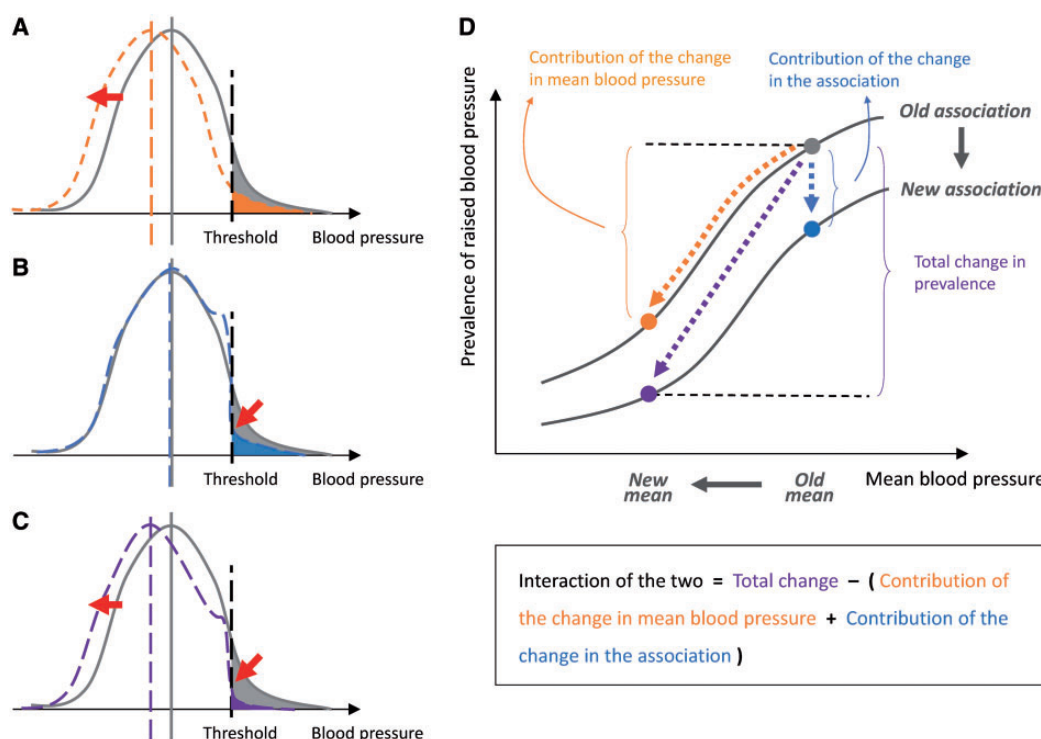 A
Threshold
Blood pressure
B
Threshold
Blood pressure
C
Threshold
Blood pressure
D
Contribution of the change
in mean blood pressure
Contribution of the change
in the association
Prevalence of raised blood pressure
Old association
New association
Total change in
prevalence
New
mean
Old
mean
Mean blood pressure
Interaction of the two = Total change – ( Contribution of
the change in mean blood pressure + Contribution of the
change in the association )